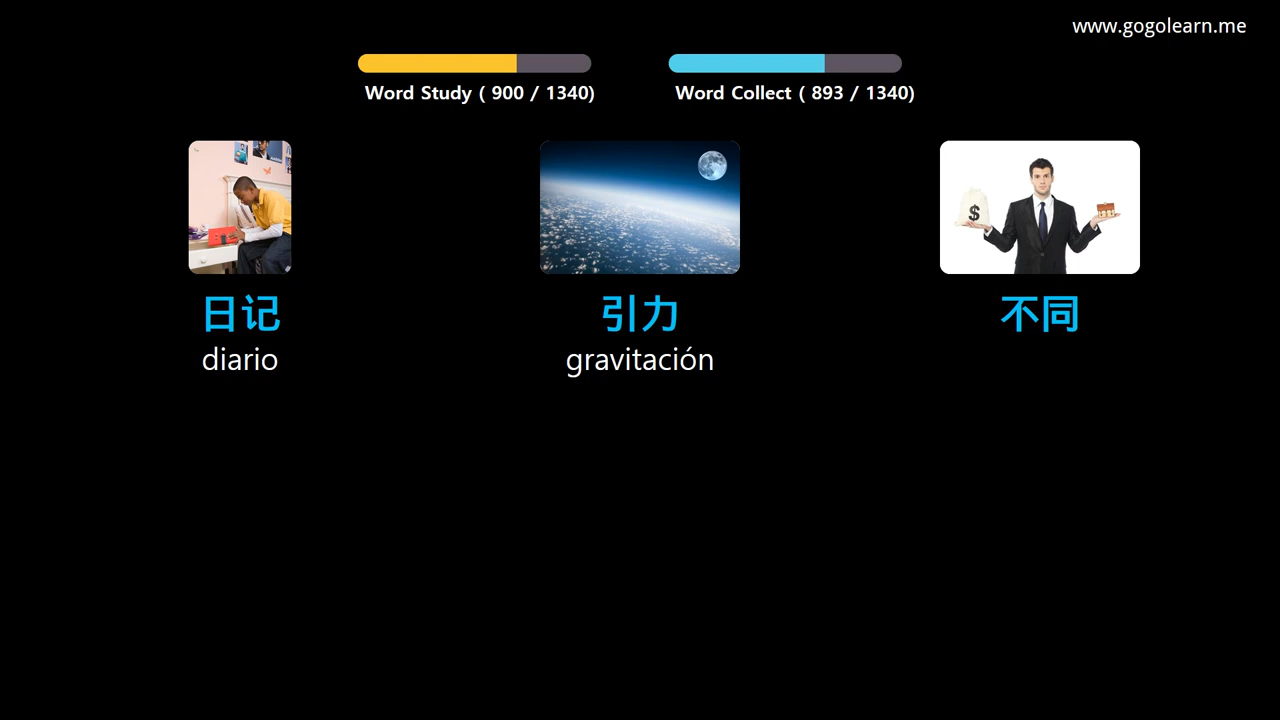 www.gogolearn.me
Word Study ( 900 / 1340)
Word Collect ( 893 / 1340)
日记
引力
不同
diario
gravitación